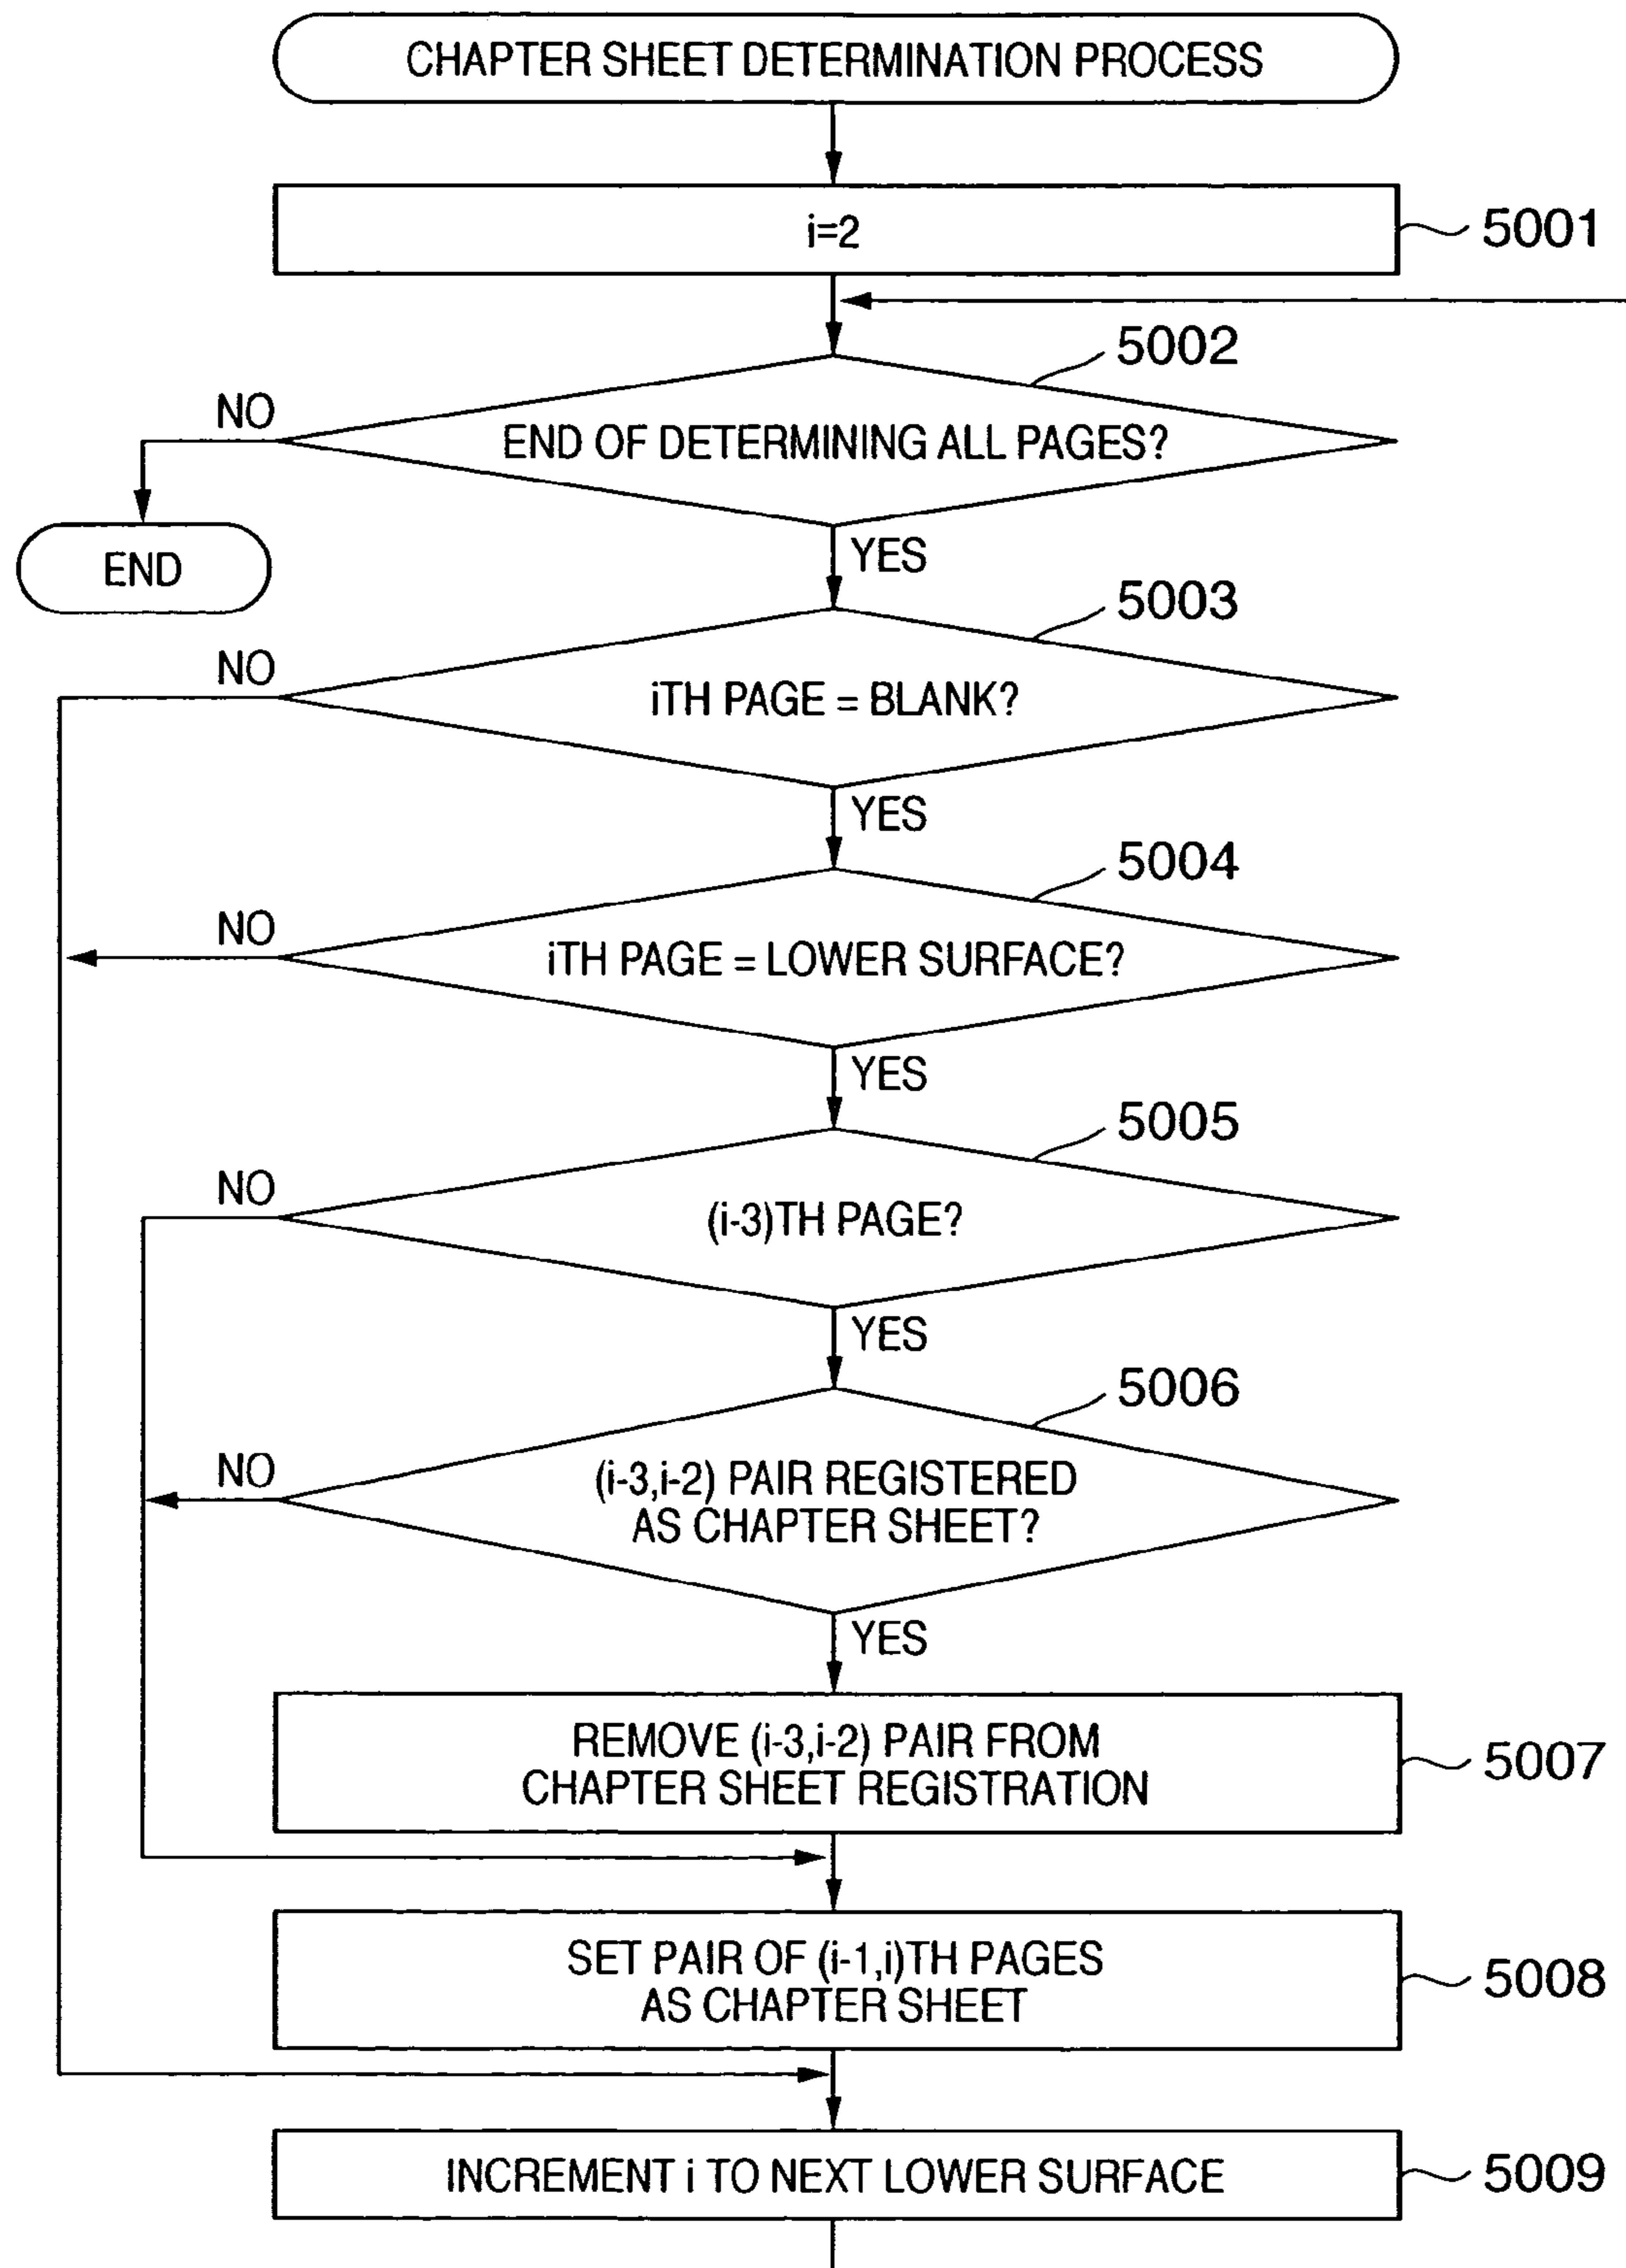 CHAPTER SHEET DETERMINATION PROCESS
i=2
5001
5002
NO
END OF DETERMINING ALL PAGES?
END
YES
5003
NO
iTH PAGE = BLANK?
YES
5004
NO
iTH PAGE = LOWER SURFACE?
YES
5005
NO
(i-3)TH PAGE?
YES
5006
NO
(i-3,i-2) PAIR REGISTERED
AS CHAPTER SHEET?
YES
REMOVE (i-3,i-2) PAIR FROM
CHAPTER SHEET REGISTRATION
5007
SET PAIR OF (i-1,i)TH PAGES
AS CHAPTER SHEET
5008
INCREMENT i TO NEXT LOWER SURFACE
5009